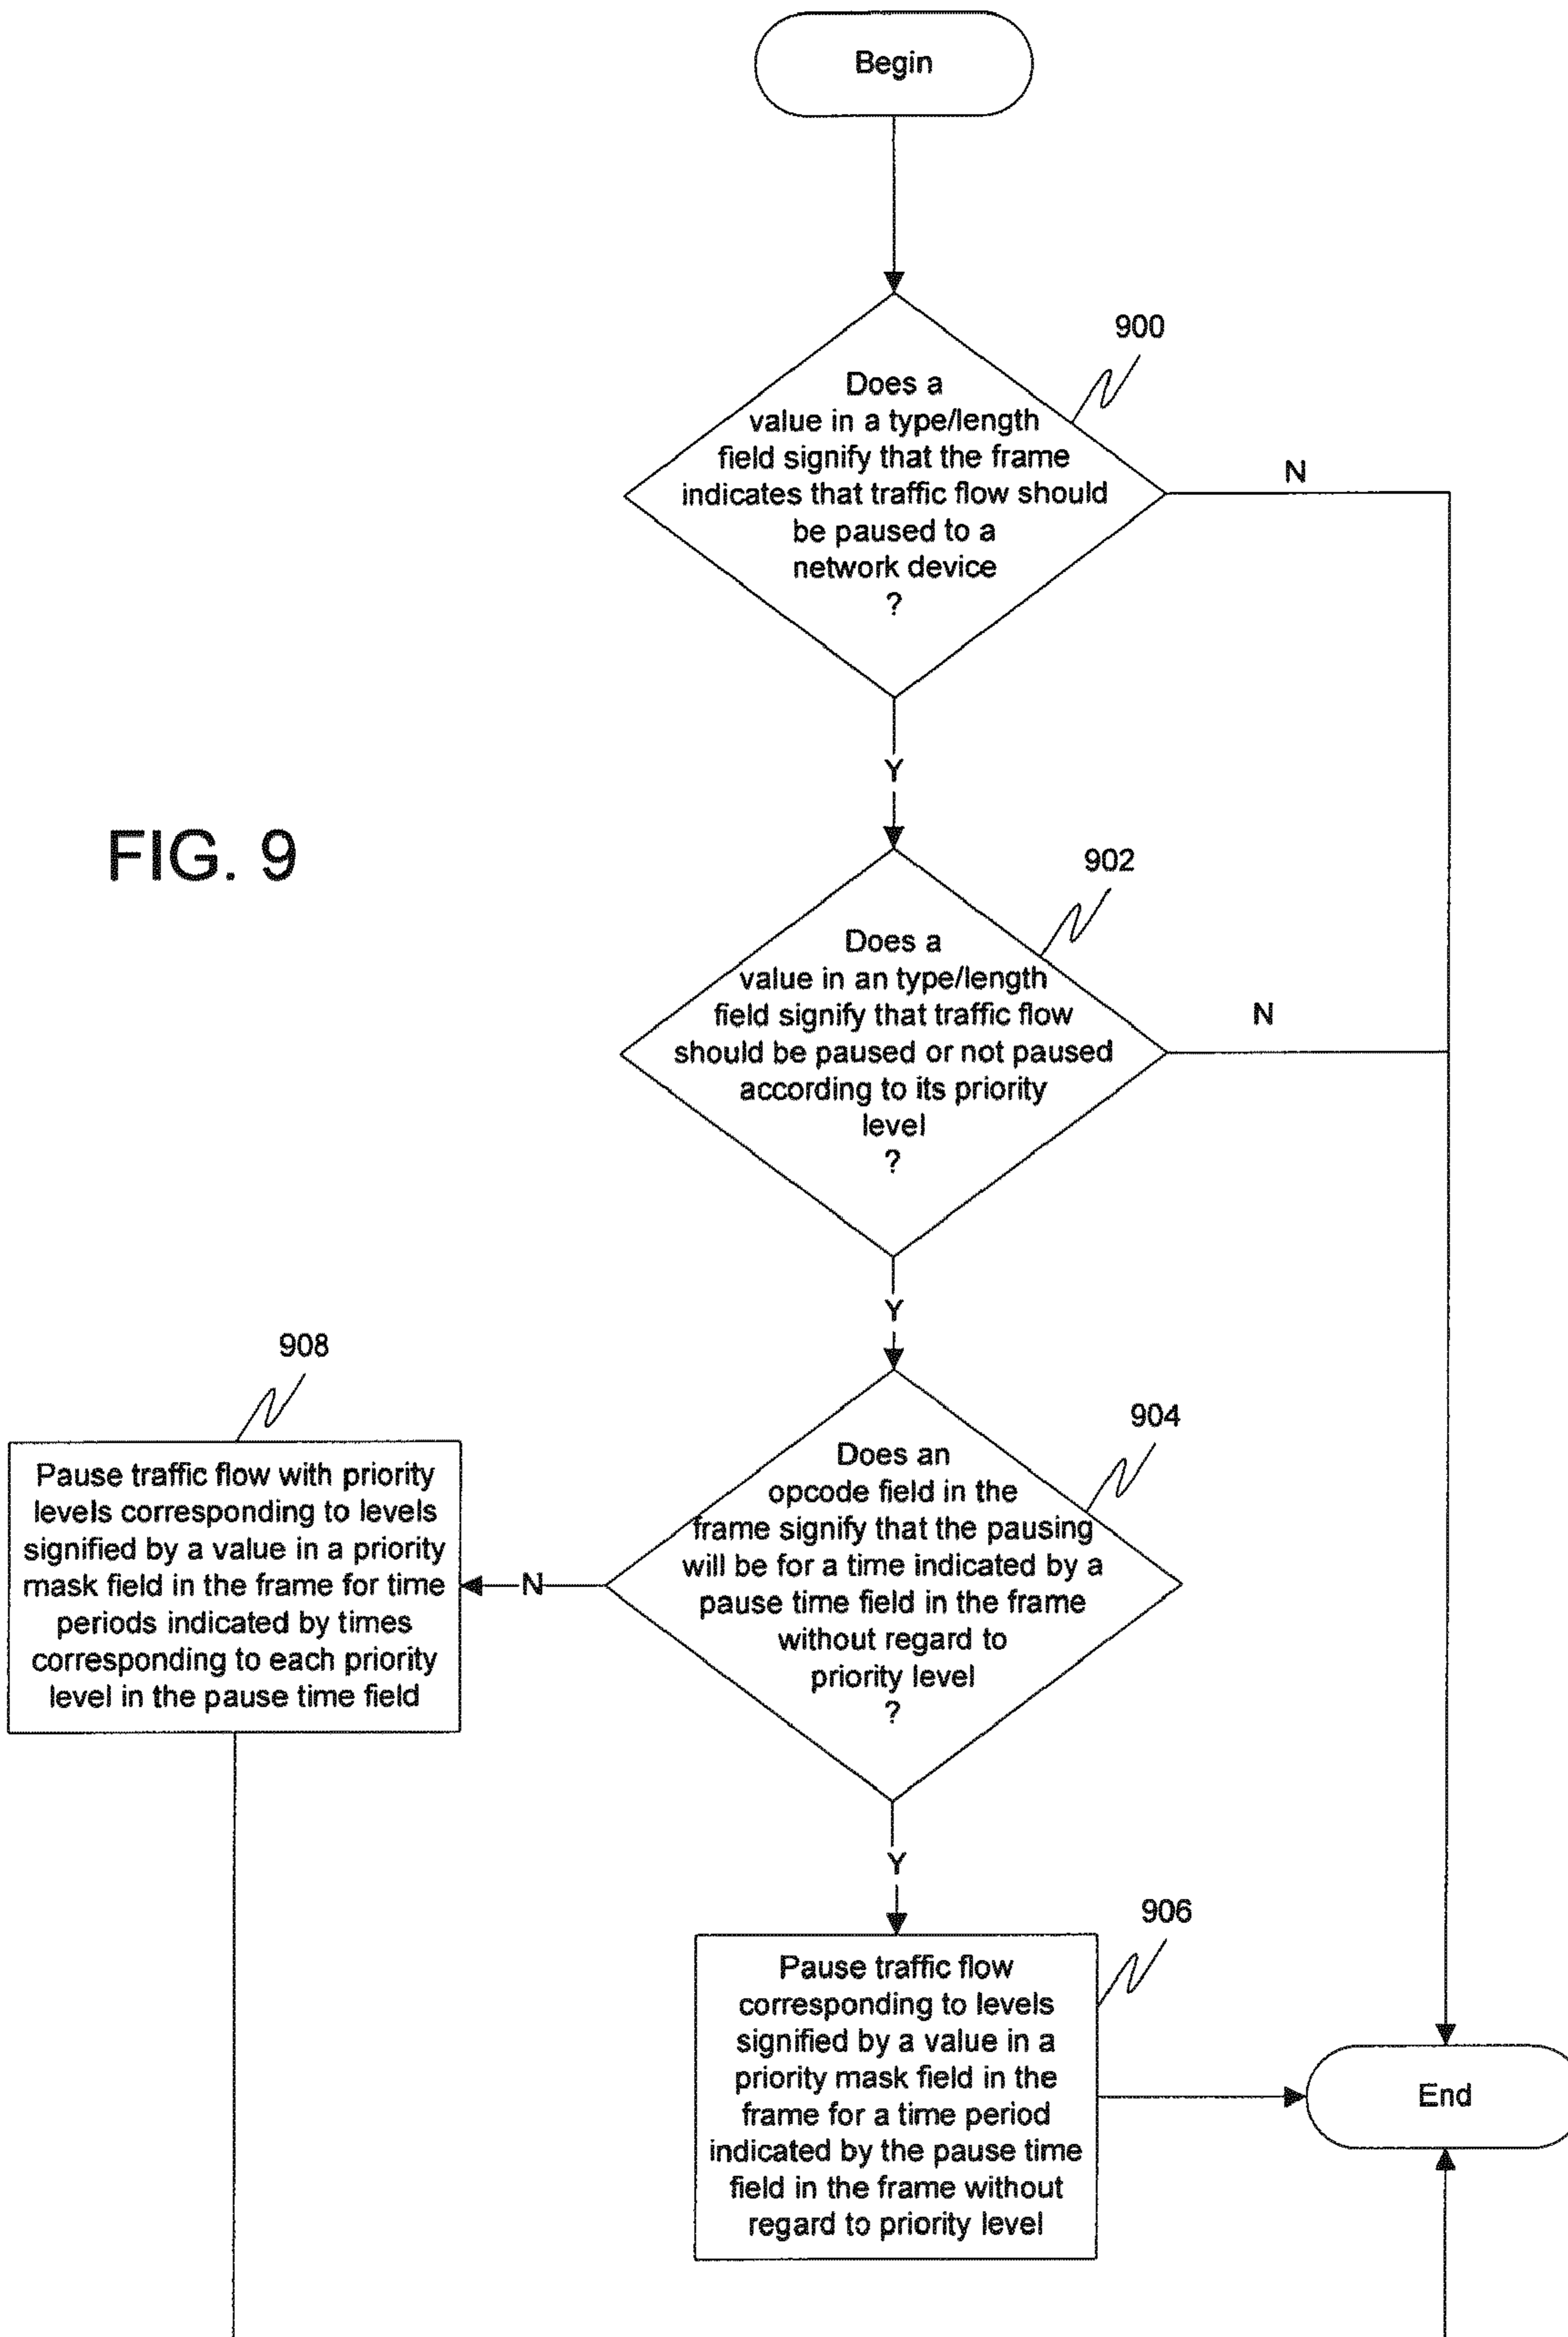 Begin
900
Does a
value in a type/length
field signify that the frame
indicates that traffic flow should
be paused to a
network device
?
N
Y
FIG. 9
902
Does a
value in an type/length
field signify that traffic flow
should be paused or not paused
according to its priority
level
?
N
Y
908
Pause traffic flow with priority
levels corresponding to levels
signified by a value in a priority
mask field in the frame for time
periods indicated by times
corresponding to each priority
level in the pause time field
904
Does an
opcode field in the
frame signify that the pausing
will be for a time indicated by a
pause time field in the frame
without regard to
priority level
?
N
Y
906
Pause traffic flow
corresponding to levels
signified by a value in a
priority mask field in the
frame for a time period
indicated by the pause time
field in the frame without
regard to priority level
End